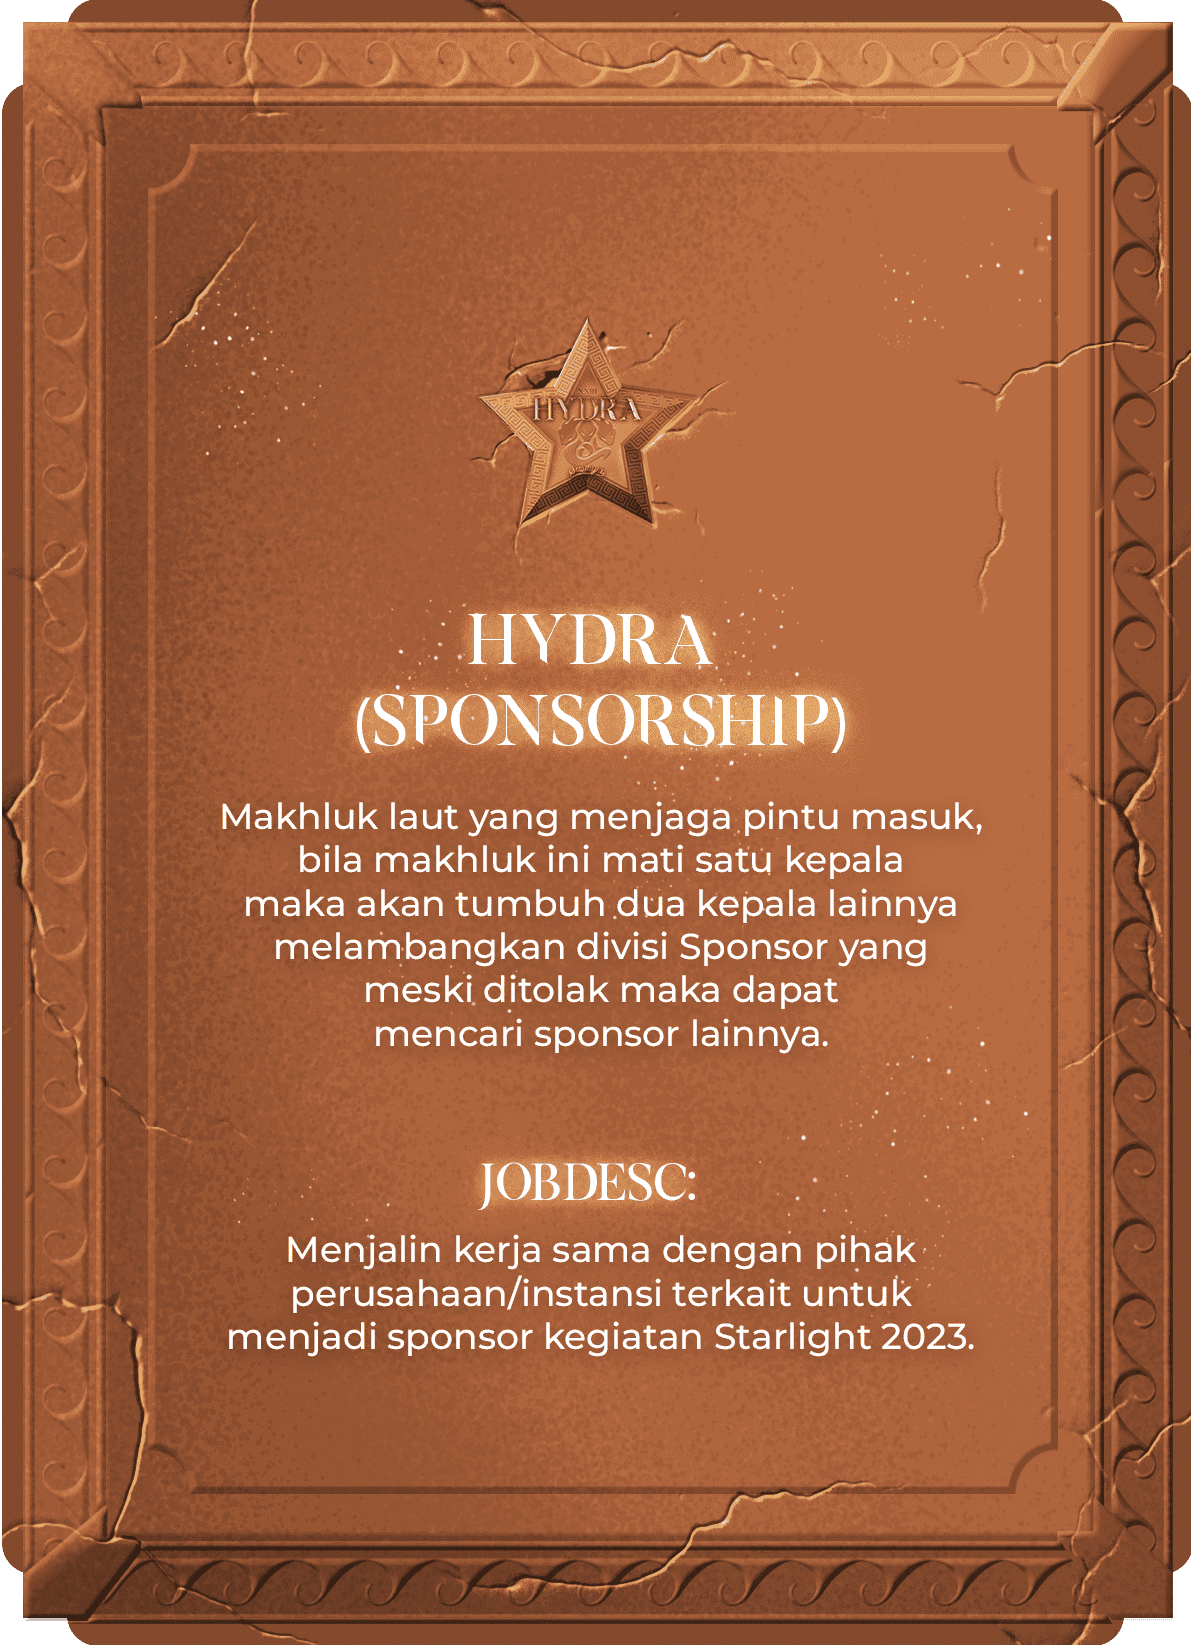 XXIII
HYDRA
HYDRA
(SPONSORSHIP)
Makhluk laut yang menjaga pintu masuk,
bila makhluk ini mati satu kepala
maka akan tumbuh dua kepala lainnya
melambangkan divisi Sponsor yang
meski ditolak maka dapat
mencari sponsor lainnya.
JOBDESC:
Menjalin kerja sama dengan pihak
perusahaan/instansi terkait untuk
menjadi sponsor kegiatan Starlight 2023.